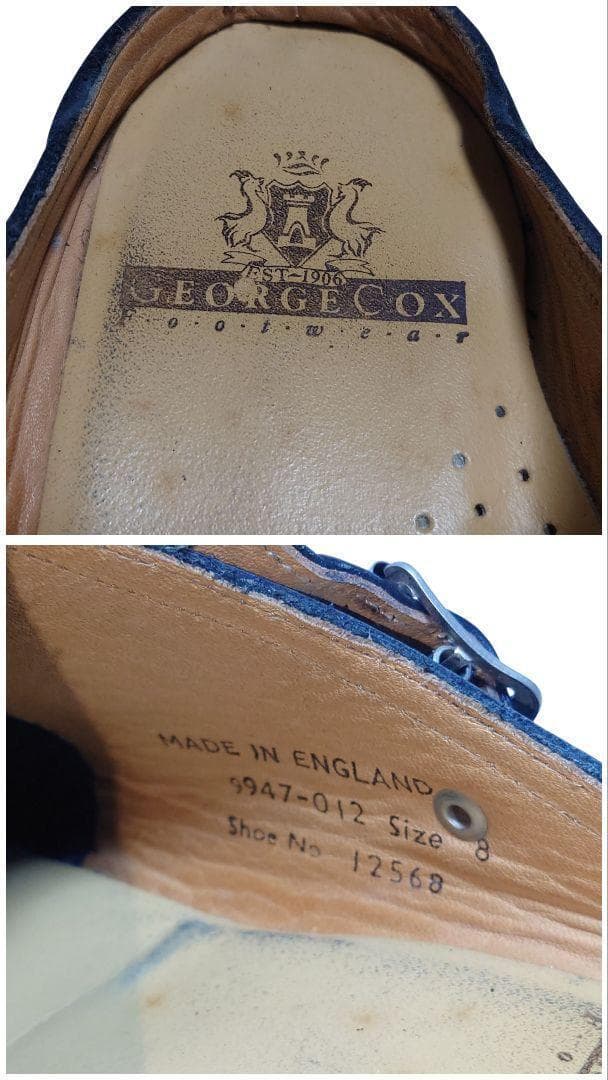 EST-1906
GEORGE COX
F·o·o·t·w·e·a·r
MADE IN ENGLAND
9947-012 Size 8
Shoe No 12568